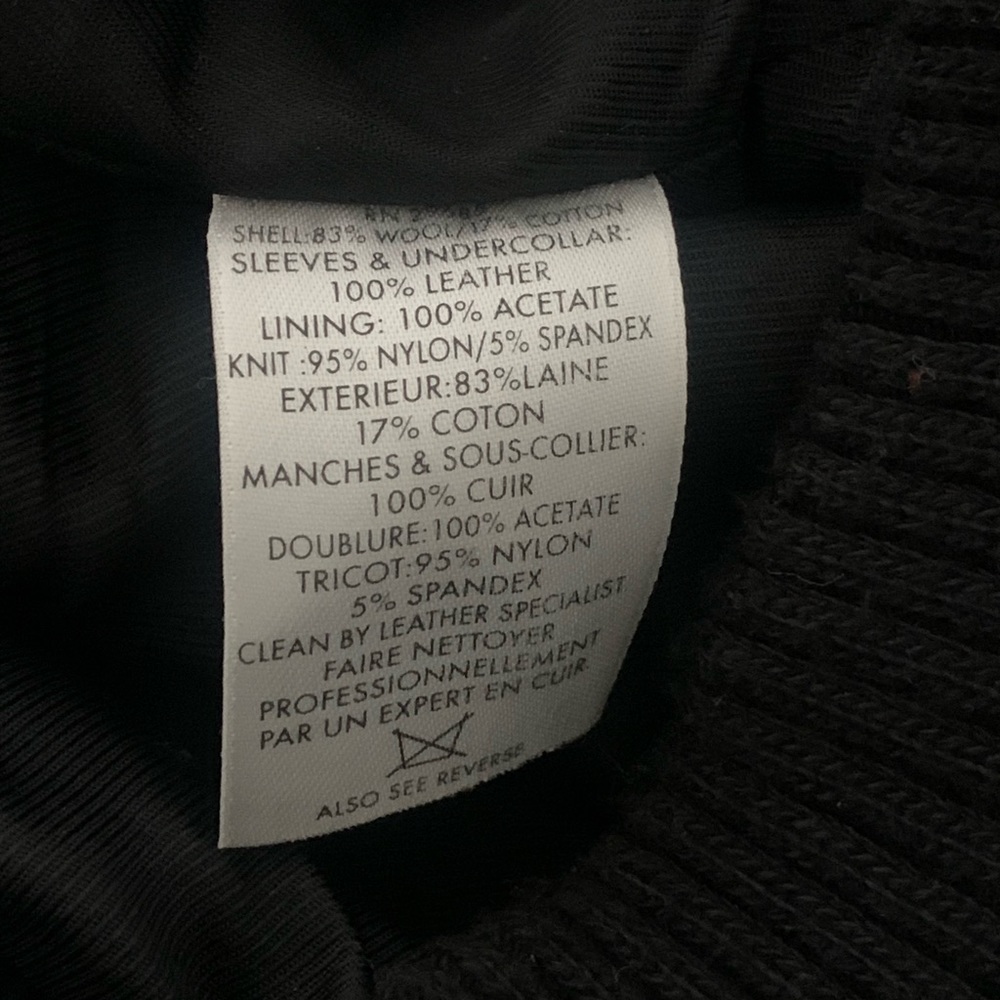 RN
SHELL:83% WOOL/17% COTTON
SLEEVES & UNDERCOLLAR:
100% LEATHER
LINING: 100% ACETATE
KNIT :95% NYLON/5% SPANDEX
EXTERIEUR:83%LAINE
17% COTON
MANCHES & SOUS-COLLIER:
100% CUIR
DOUBLURE:100% ACETATE
TRICOT:95% NYLON
5% SPANDEX
CLEAN BY LEATHER SPECIALIST
FAIRE NETTOYER
PROFESSIONNELLEMENT
PAR UN EXPERT EN CUIR.
ALSO SEE REVERSE